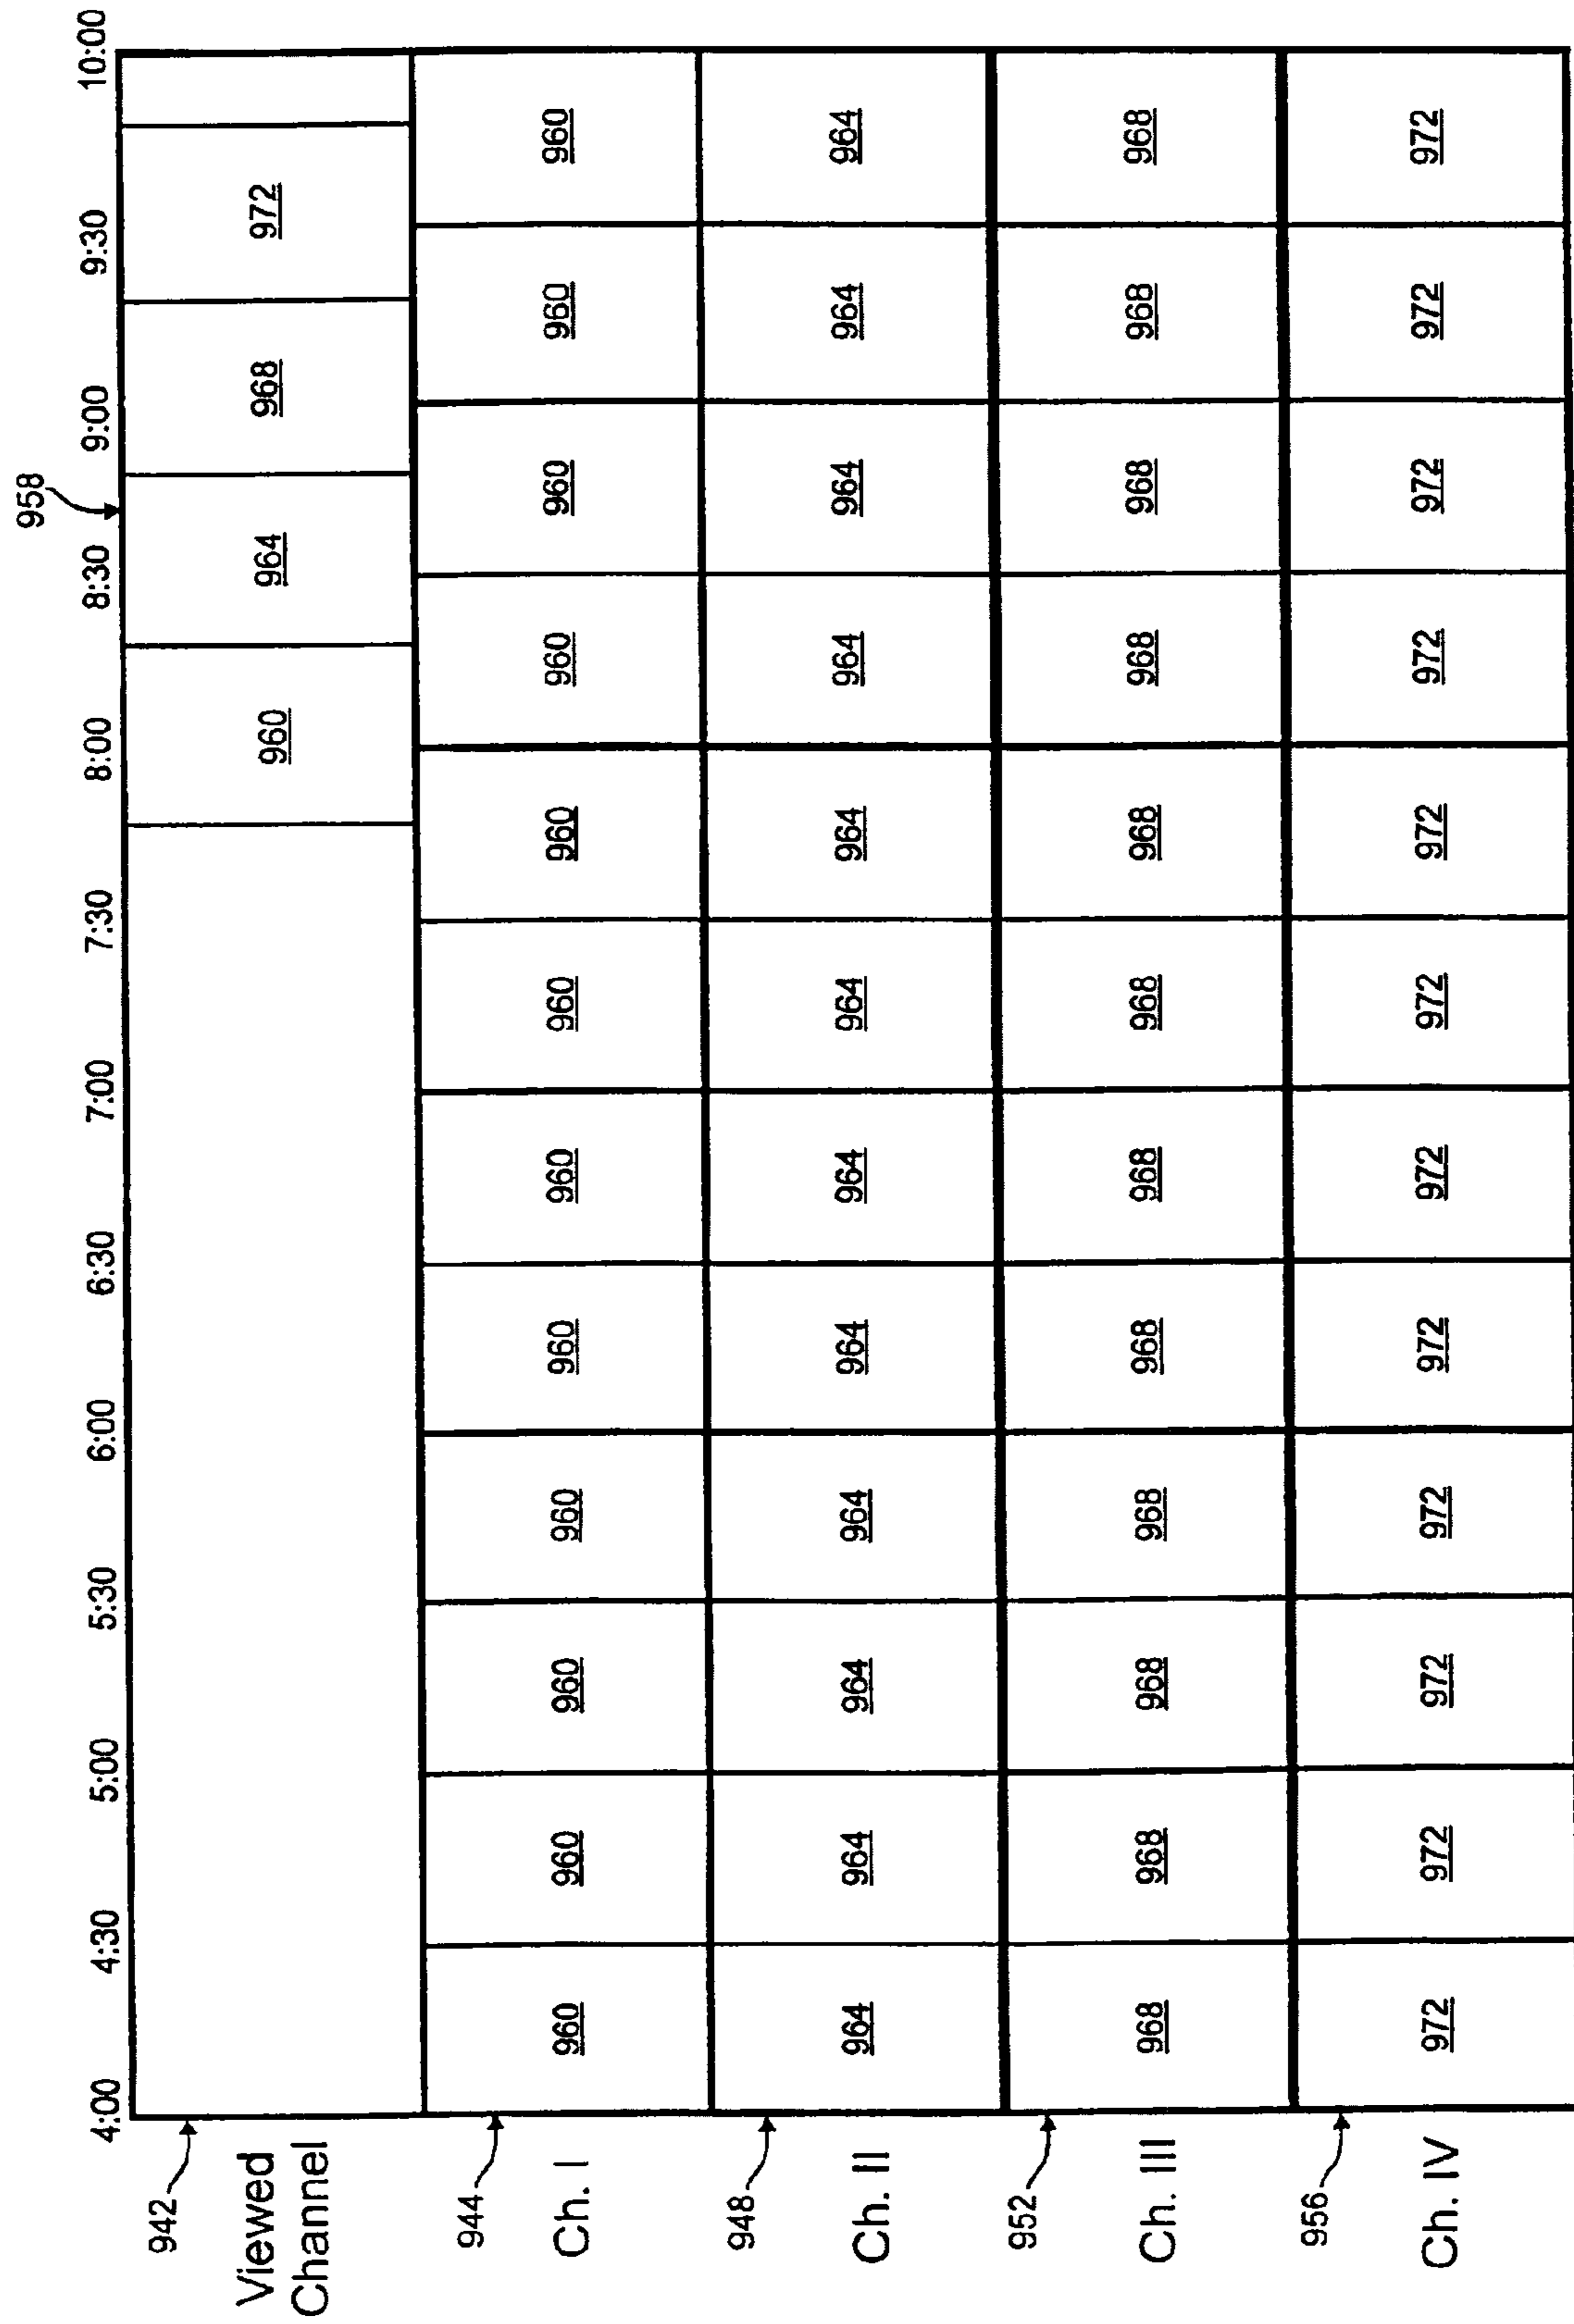 958
4:00 4:30 5:00 5:30 6:00 6:30 7:00 7:30 8:00 8:30 9:00 9:30 10:00
942
Viewed
Channel
960 964 968 972
944
Ch. I
960 960 960 960 960 960 960 960 960 960 960 960
948
Ch. II
964 964 964 964 964 964 964 964 964 964 964 964
952
Ch. III
968 968 968 968 968 968 968 968 968 968 968 968
956
Ch. IV
972 972 972 972 972 972 972 972 972 972 972 972